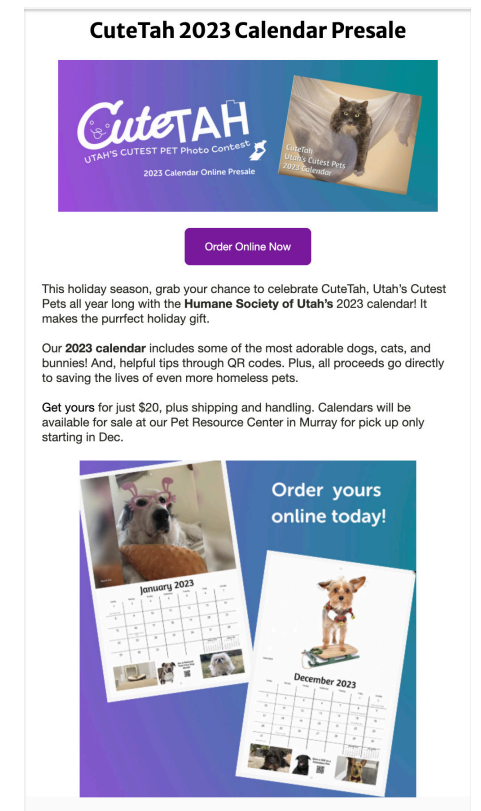 CuteTah 2023 Calendar Presale
CuteTAH
UTAH'S CUTEST PET Photo Contest
2023 Calendar Online Presale
CuteTah
Utah's Cutest Pets
2023 Calendar
Order Online Now
This holiday season, grab your chance to celebrate CuteTah, Utah's Cutest
Pets all year long with the Humane Society of Utah's 2023 calendar! It
makes the purrfect holiday gift.
Our 2023 calendar includes some of the most adorable dogs, cats, and
bunnies! And, helpful tips through QR codes. Plus, all proceeds go directly
to saving the lives of even more homeless pets.
Get yours for just $20, plus shipping and handling. Calendars will be
available for sale at our Pet Resource Center in Murray for pick up only
starting in Dec.
Order yours
online today!
January 2023
December 2023